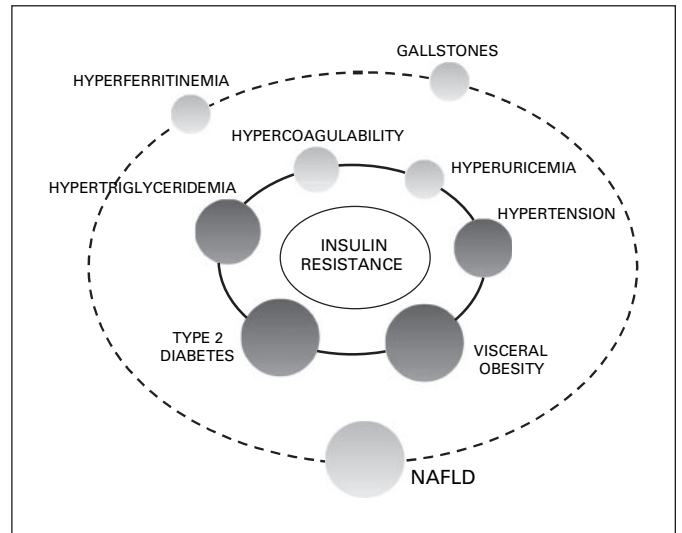 GALLSTONES
HYPERFERRITINEMIA
HYPERCOAGULABILITY
HYPERURICEMIA
HYPERTRIGLYCERIDEMIA
HYPERTENSION
INSULIN
RESISTANCE
TYPE 2
DIABETES
VISCERAL
OBESITY
NAFLD